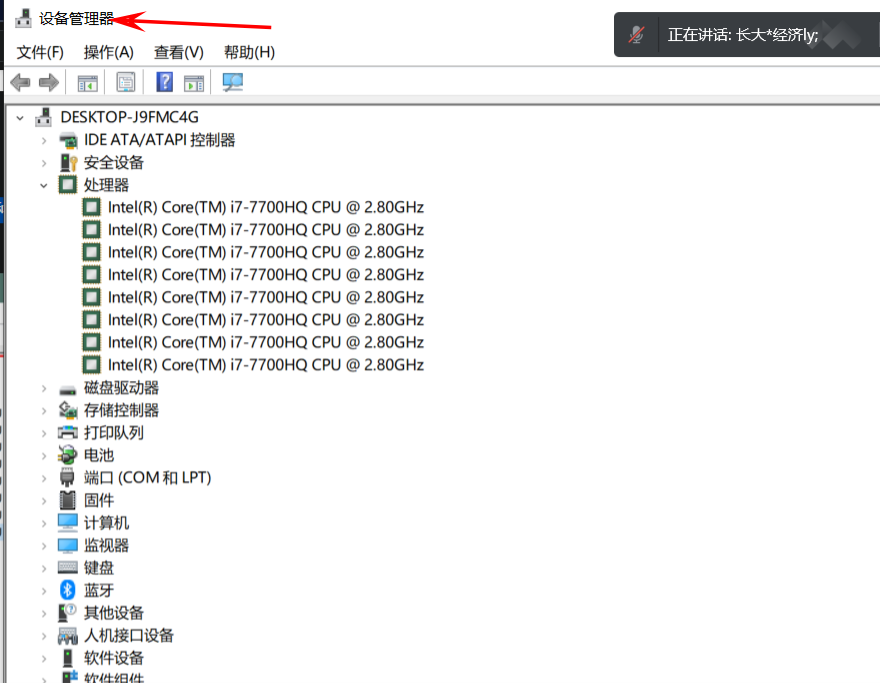 设备管理器
正在讲话: 长大*经济ly;
文件(F) 操作(A) 查看(V) 帮助(H)
DESKTOP-J9FMC4G
IDE ATA/ATAPI 控制器
安全设备
处理器
Intel(R) Core(TM) i7-7700HQ CPU @ 2.80GHz
Intel(R) Core(TM) i7-7700HQ CPU @ 2.80GHz
Intel(R) Core(TM) i7-7700HQ CPU @ 2.80GHz
Intel(R) Core(TM) i7-7700HQ CPU @ 2.80GHz
Intel(R) Core(TM) i7-7700HQ CPU @ 2.80GHz
Intel(R) Core(TM) i7-7700HQ CPU @ 2.80GHz
Intel(R) Core(TM) i7-7700HQ CPU @ 2.80GHz
Intel(R) Core(TM) i7-7700HQ CPU @ 2.80GHz
磁盘驱动器
存储控制器
打印队列
电池
端口 (COM 和 LPT)
固件
计算机
监视器
键盘
蓝牙
其他设备
人机接口设备
软件设备
软件组件